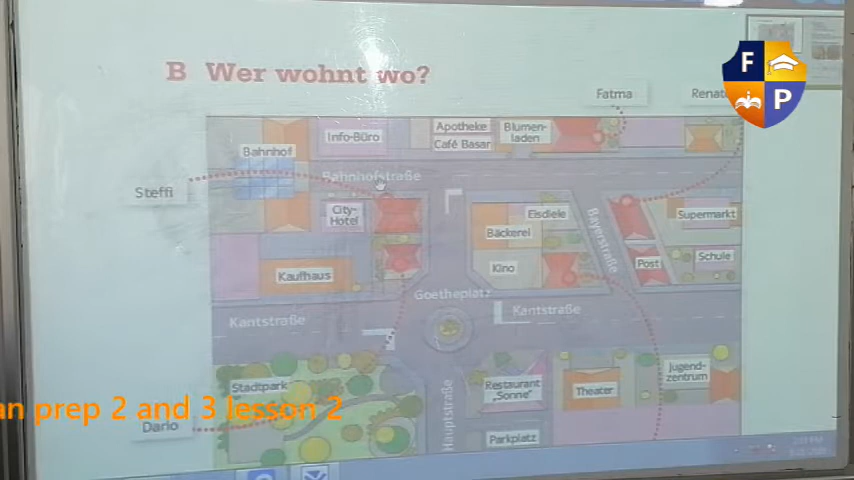 B Wer wohnt wo?
F
P
Fatma
Apotheke
Blumen-
laden
Info-Büro
Café Basar
Bahnhof
Bahnhofstraße
Steffi
City-
Hotel
Eisdiele
Supermarkt
Bäckerei
Bayerstraße
Kino
Post
Schule
Kaufhaus
Goetheplatz
Kantstraße
Kantstraße
Jugend-
zentrum
Stadtpark
Restaurant
„Sonne"
Theater
Hauptstraße
an prep 2 and 3 lesson 2
Dario
Parkplatz